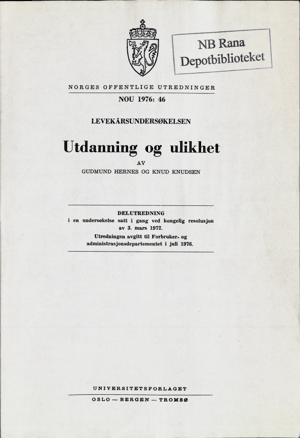 NB Rana
Depotbiblioteket
NORGES OFFENTLIGE UTREDNINGER
NOU 1976: 46
LEVEKÅRSUNDERSØKELSEN
Utdanning og ulikhet
AV
GUDMUND HERNES OG KNUD KNUDSEN
DELUTREDNING
i en undersøkelse satt i gang ved kongelig resolusjon
av 3. mars 1972.
Utredningen avgitt til Forbruker- og
administrasjonsdepartementet i juli 1976.
UNIVERSITETSFORLAGET
OSLO — BERGEN — TROMSØ